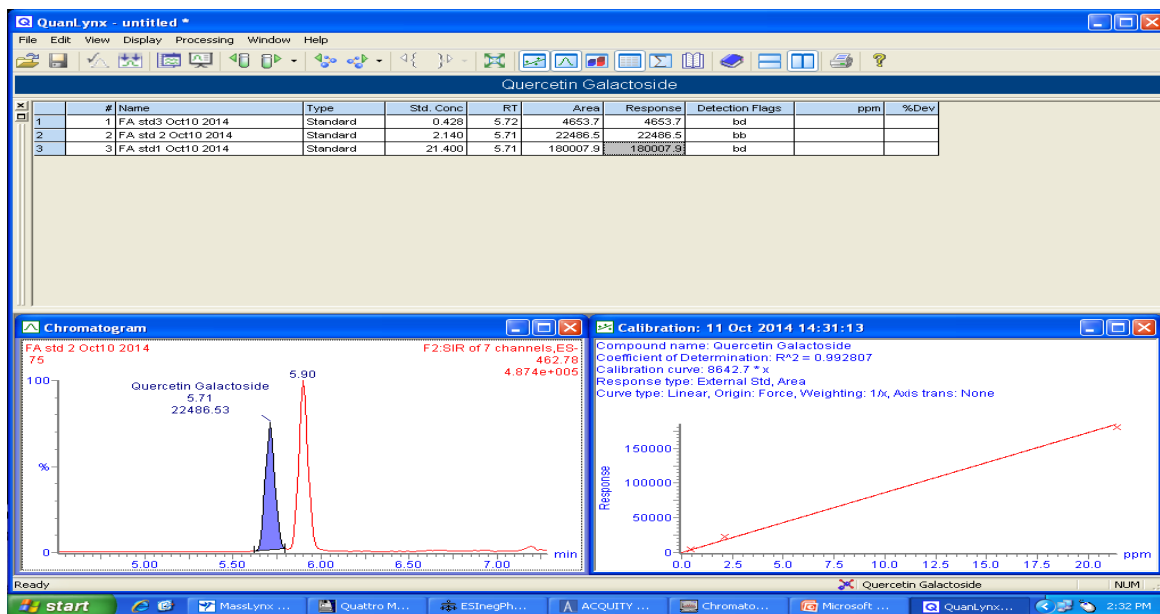 QuanLynx - untitled *
File Edit View Display Processing Window Help
Quercetin Galactoside
# Name Type Std. Conc RT Area Response Detection Flags ppm %Dev
1 1 FA std3 Oct10 2014 Standard 0.428 5.72 4653.7 4653.7 bd
2 2 FA std 2 Oct10 2014 Standard 2.140 5.71 22486.5 22486.5 bb
3 3 FA std1 Oct10 2014 Standard 21.400 5.71 180007.9 180007.9 bd
Chromatogram
FA std 2 Oct10 2014 F2:SIR of 7 channels,ES-
75 462.78
4.874e+005
100
Quercetin Galactoside
5.71
22486.53
5.90
%
0
5.00 5.50 6.00 6.50 7.00 min
Calibration: 11 Oct 2014 14:31:13
Compound name: Quercetin Galactoside
Coefficient of Determination: R^2 = 0.992807
Calibration curve: 8642.7 * x
Response type: External Std, Area
Curve type: Linear, Origin: Force, Weighting: 1/x, Axis trans: None
Response
150000
100000
50000
0
0.0 2.5 5.0 7.5 10.0 12.5 15.0 17.5 20.0 ppm
Ready Quercetin Galactoside NUM
start MassLynx ... Quattro M... ESInegPh... ACQUITY ... Chromato... Microsoft ... QuanLynx... 2:32 PM